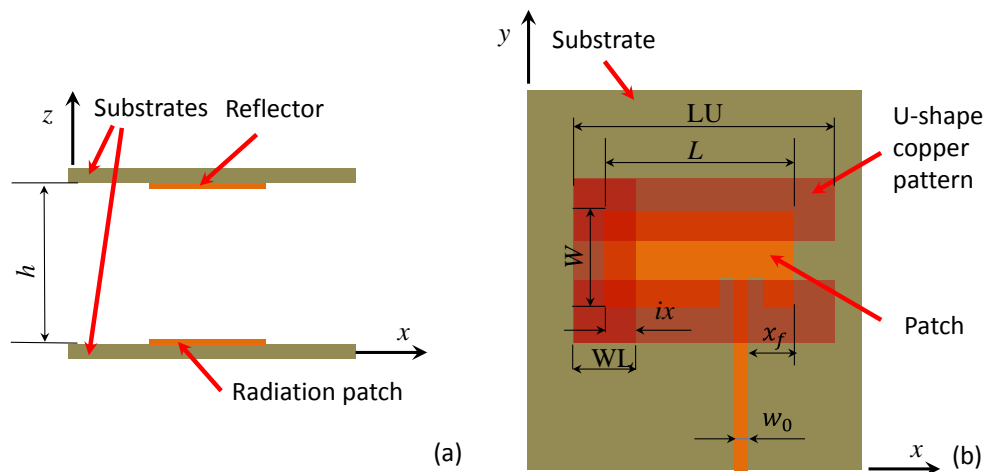 z
Substrates
Reflector
h
x
Radiation patch
(a)
y
Substrate
LU
L
U-shape
copper
pattern
W
ix
WL
x_f
Patch
w_0
x
(b)